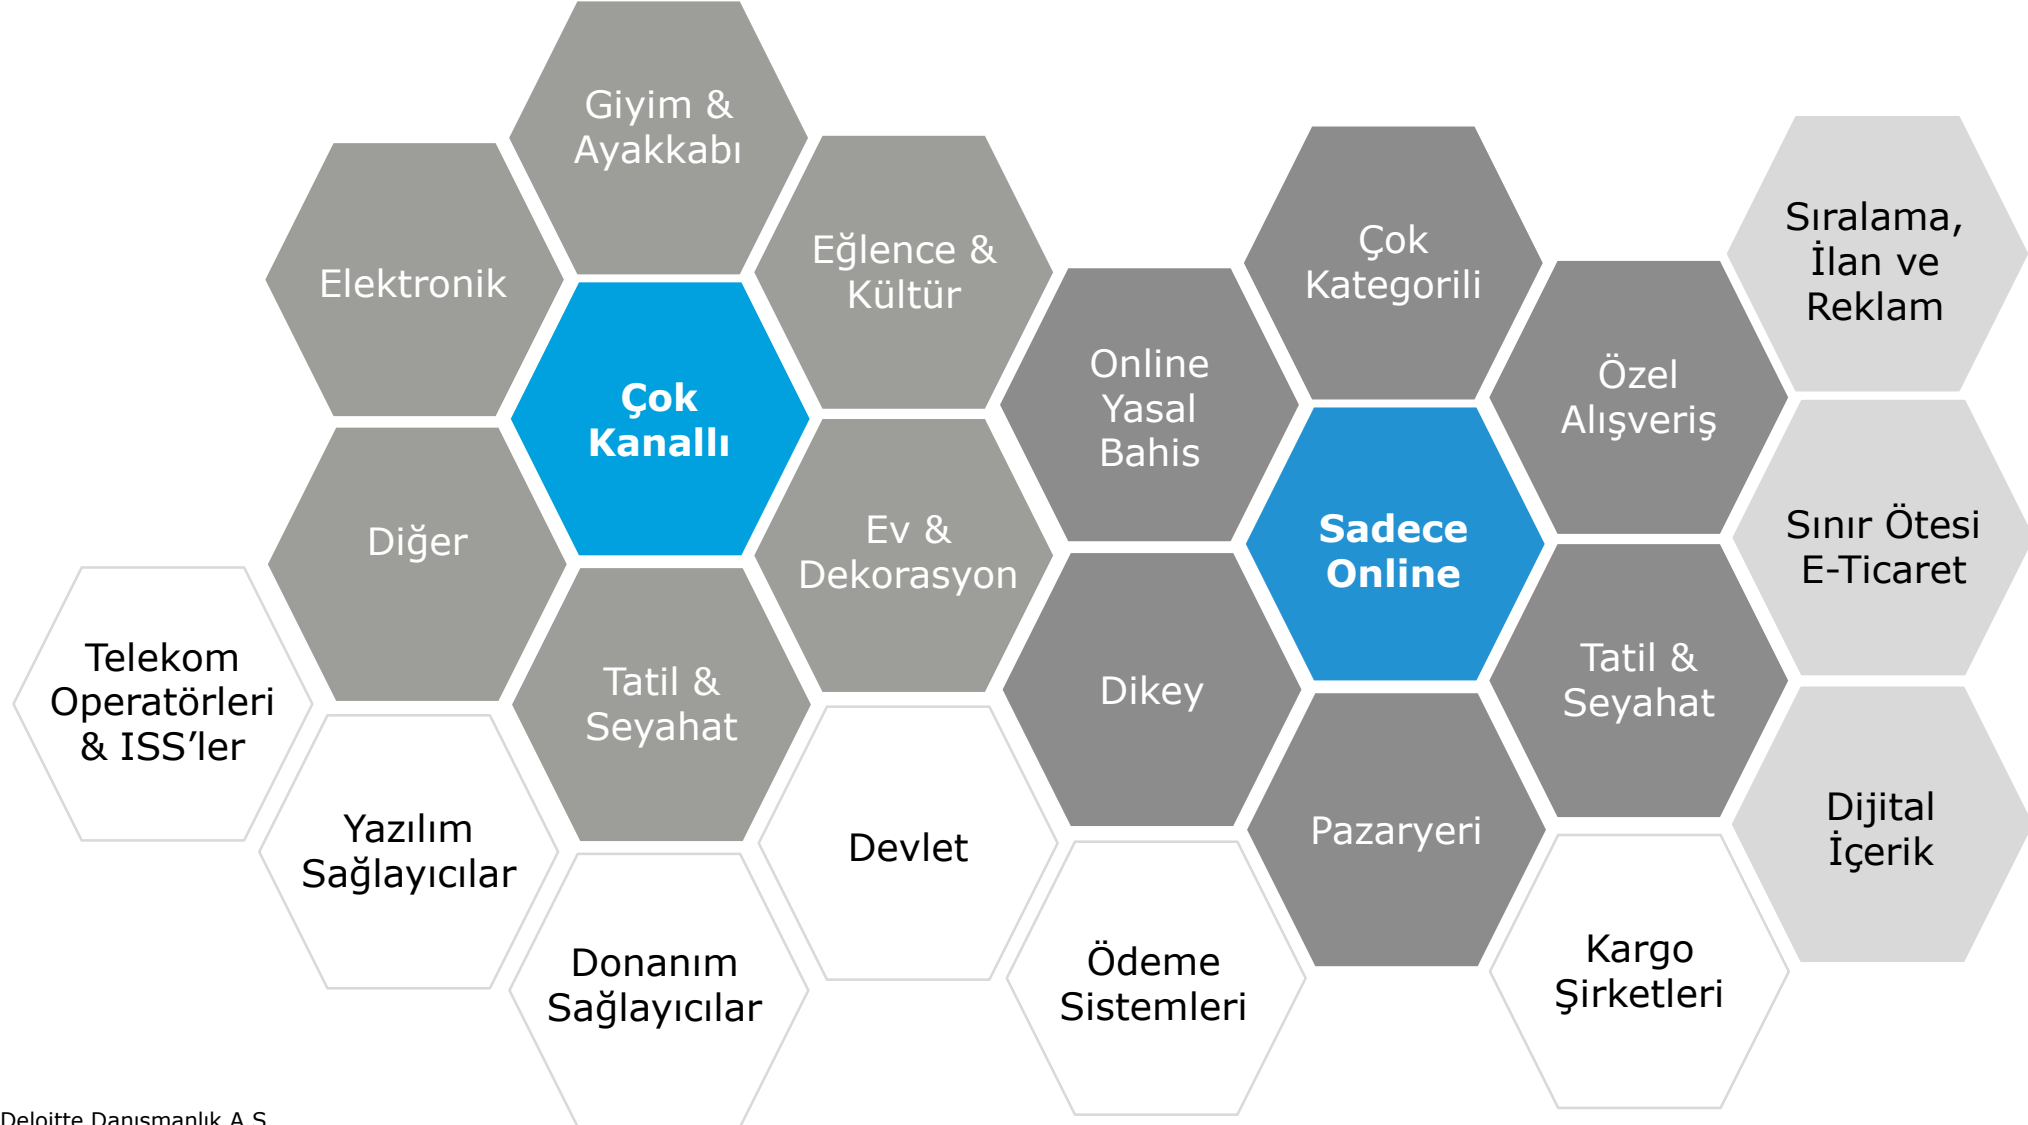 Giyim &
Ayakkabı
Elektronik
Eğlence &
Kültür
Çok
Kanallı
Diğer
Ev &
Dekorasyon
Tatil &
Seyahat
Çok
Kategorili
Online
Yasal
Bahis
Özel
Alışveriş
Sadece
Online
Dikey
Tatil &
Seyahat
Pazaryeri
Sıralama,
İlan ve
Reklam
Sınır Ötesi
E-Ticaret
Dijital
İçerik
Telekom
Operatörleri
& ISS’ler
Yazılım
Sağlayıcılar
Donanım
Sağlayıcılar
Devlet
Ödeme
Sistemleri
Kargo
Şirketleri
Deloitte Danışmanlık A.Ş.